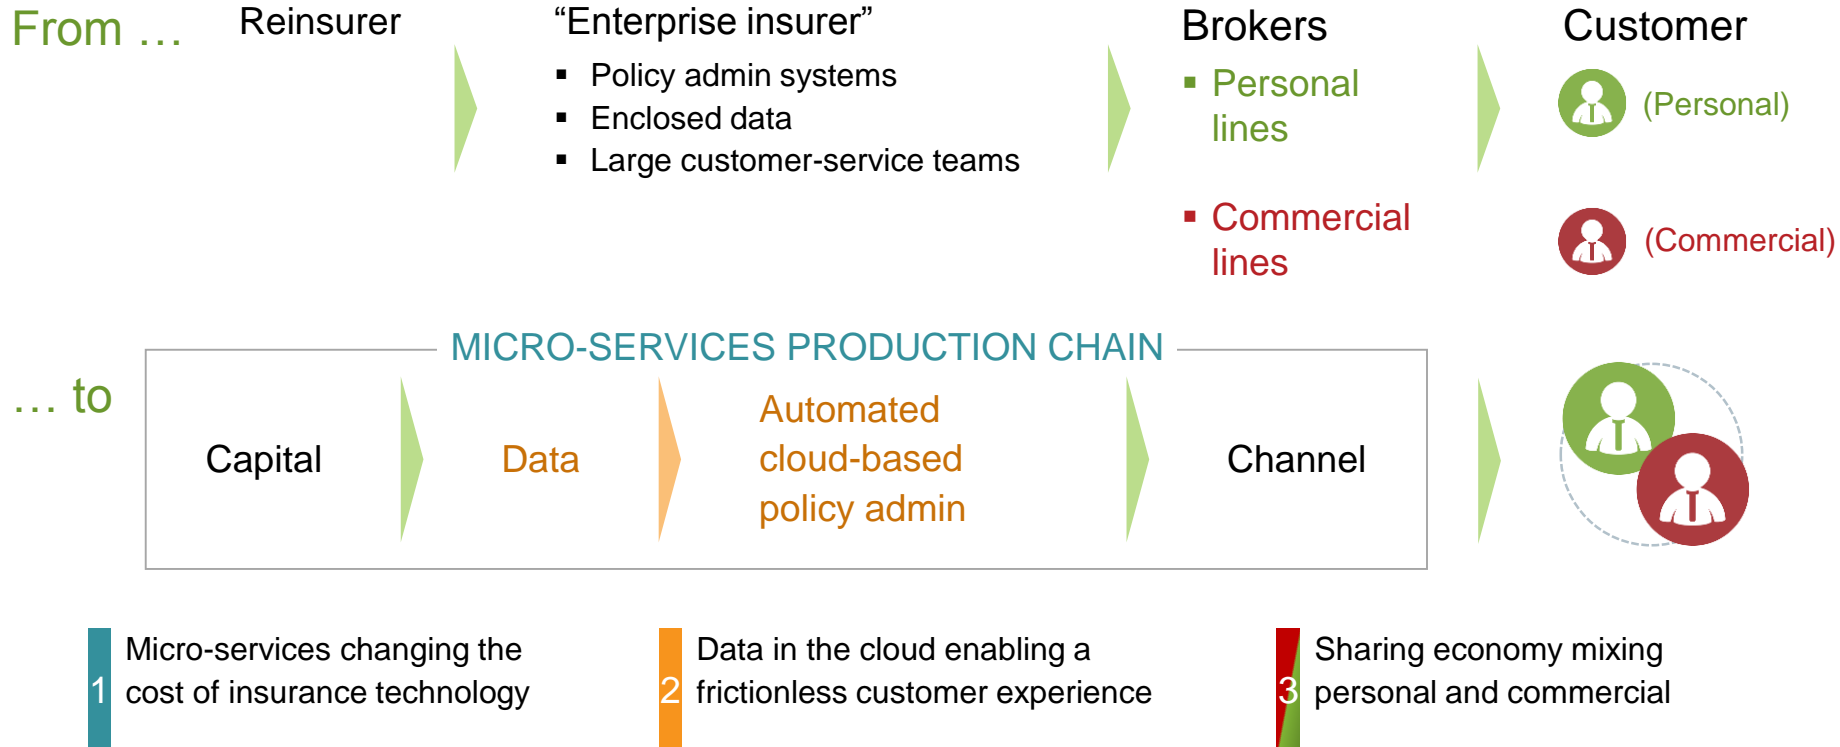 From …
Reinsurer
“Enterprise insurer”
▪ Policy admin systems
▪ Enclosed data
▪ Large customer-service teams
Brokers
▪ Personal
lines
▪ Commercial
lines
Customer
(Personal)
(Commercial)
… to
MICRO-SERVICES PRODUCTION CHAIN
Capital
Data
Automated
cloud-based
policy admin
Channel
1
Micro-services changing the
cost of insurance technology
2
Data in the cloud enabling a
frictionless customer experience
3
Sharing economy mixing
personal and commercial